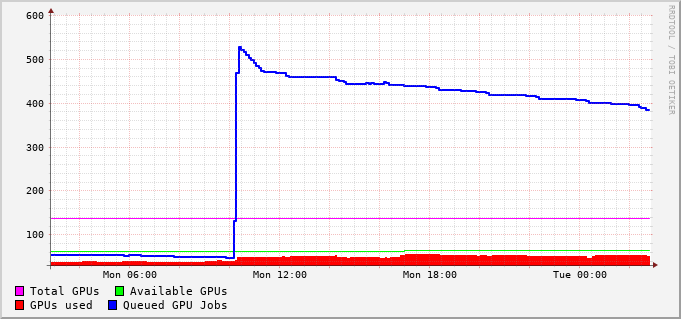 600
500
400
300
200
100
Mon 06:00 Mon 12:00 Mon 18:00 Tue 00:00
Total GPUs Available GPUs
GPUs used Queued GPU Jobs
RRDTOOL / TOBI OETIKER